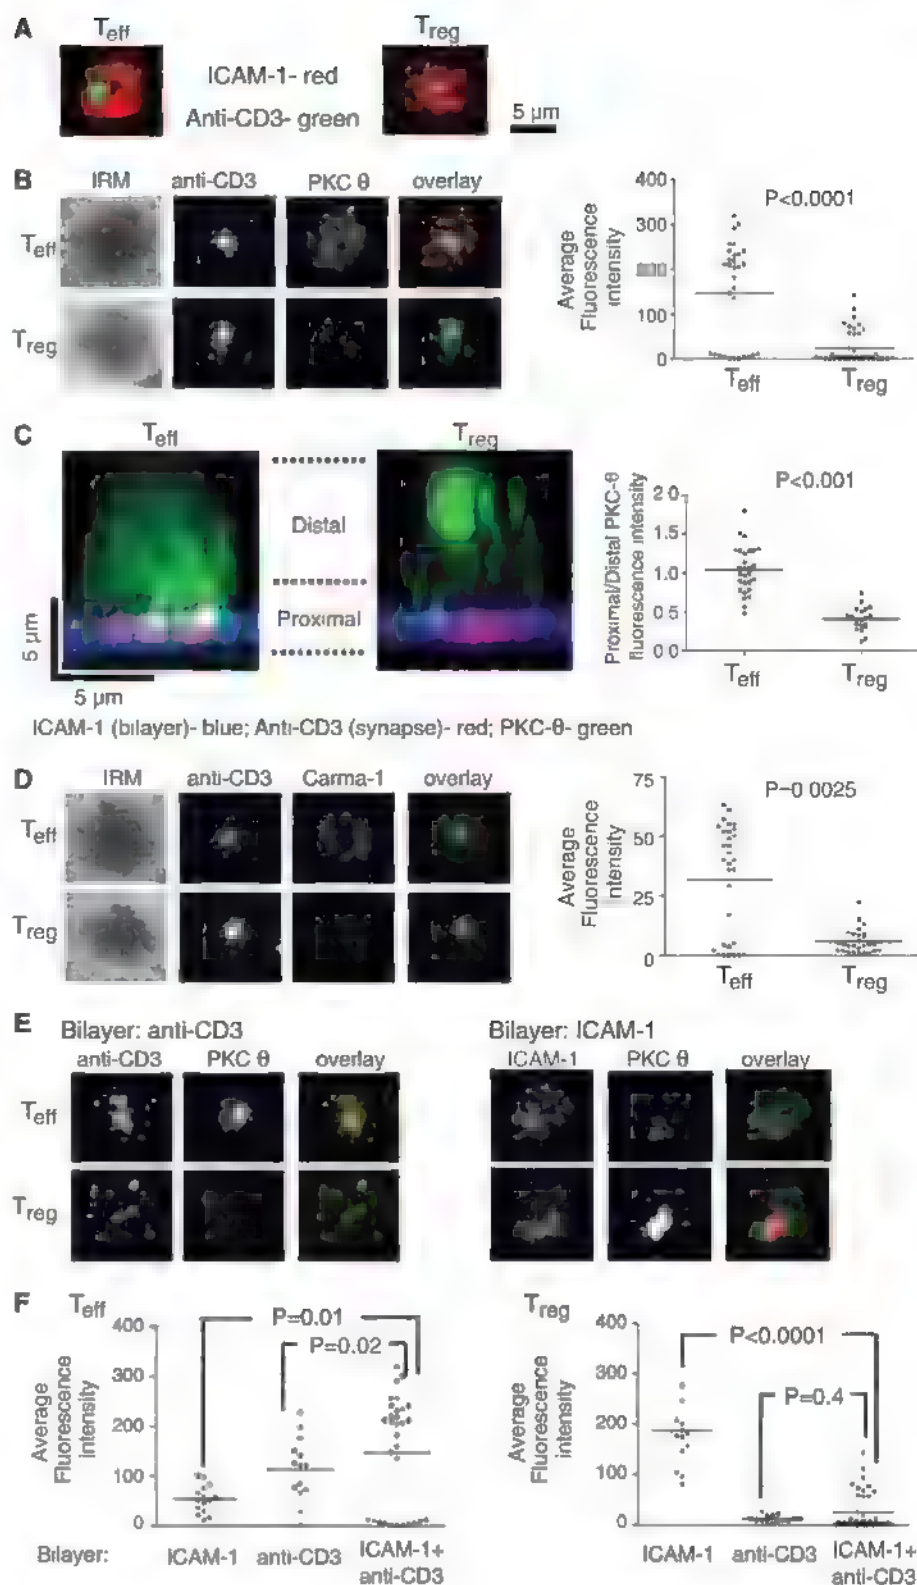 A
Teff
Treg
ICAM-1- red
Anti-CD3- green
5 µm
B
IRM anti-CD3 PKC θ overlay
Teff
Treg
Average Fluorescence intensity
400
300
100
0
P<0.0001
Teff Treg
C
Teff Treg
Distal
Proximal
5 µm
5 µm
Proximal/Distal PKC-θ fluorescence intensity
2 0
1.5
1.0
0 5
0 0
P<0.001
Teff Treg
ICAM-1 (bilayer)- blue; Anti-CD3 (synapse)- red; PKC-θ- green
D
IRM anti-CD3 Carma-1 overlay
Teff
Treg
Average Fluorescence ntensity
75
50
25
0
P=0 0025
Teff Treg
E
Bilayer: anti-CD3 Bilayer: ICAM-1
anti-CD3 PKC θ overlay ICAM-1 PKC θ overlay
Teff
Treg
F
Teff
Average Fluorescence intensity
400
300
200
100
0
P=0.01
P=0.02
Bilayer: ICAM-1 anti-CD3 ICAM-1+ anti-CD3
Treg
Average Fluorescence intensity
400
300
200
100
0
P<0.0001
P=0.4
ICAM-1 anti-CD3 ICAM-1+ anti-CD3